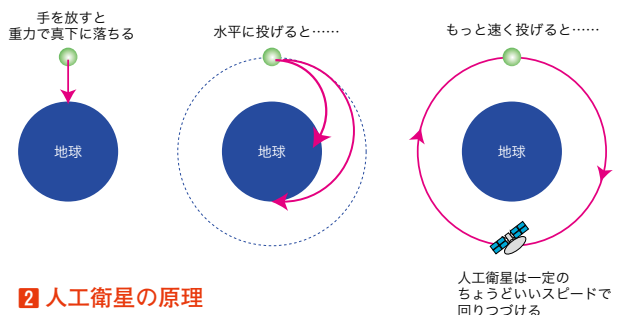 手を放すと
重力で真下に落ちる
地球
水平に投げると……
地球
もっと速く投げると……
地球
人工衛星は一定の
ちょうどいいスピードで
回りつづける
2 人工衛星の原理